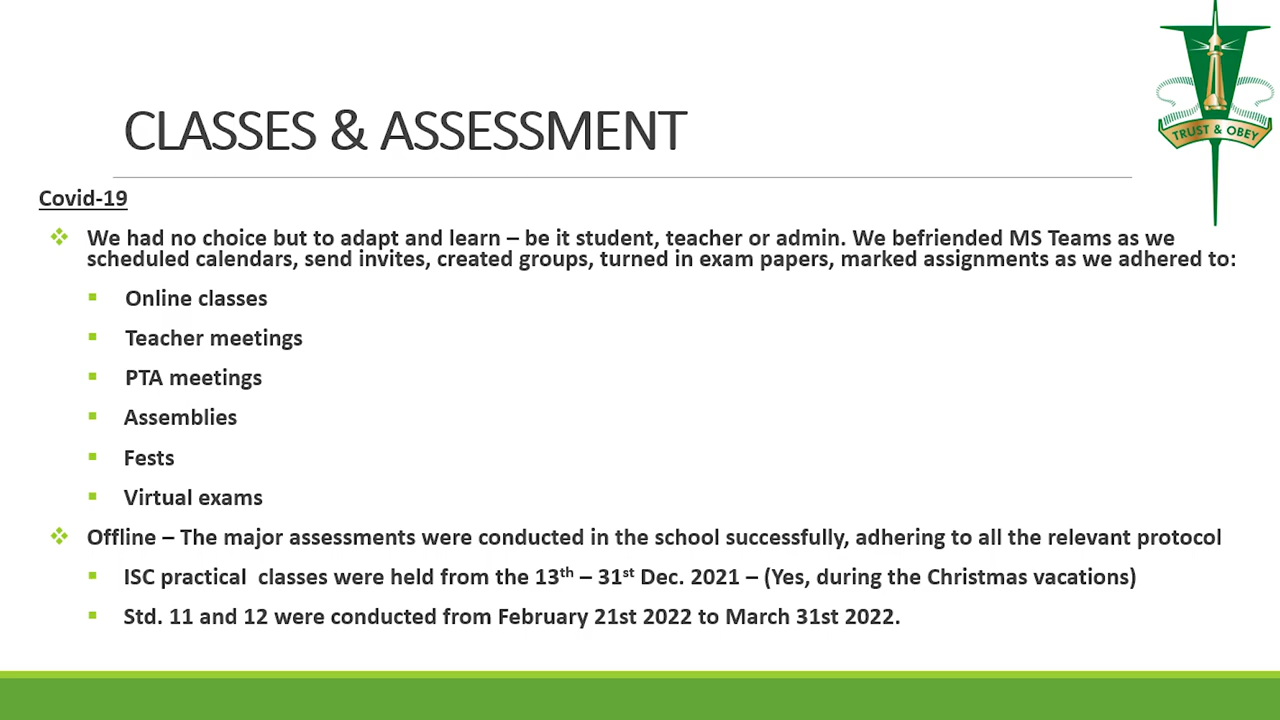 CLASSES & ASSESSMENT
TRUST & OBEY
Covid-19
We had no choice but to adapt and learn – be it student, teacher or admin. We befriended MS Teams as we
scheduled calendars, send invites, created groups, turned in exam papers, marked assignments as we adhered to:
Online classes
Teacher meetings
PTA meetings
Assemblies
Fests
Virtual exams
Offline – The major assessments were conducted in the school successfully, adhering to all the relevant protocol
ISC practical  classes were held from the 13th – 31st Dec. 2021 – (Yes, during the Christmas vacations)
Std. 11 and 12 were conducted from February 21st 2022 to March 31st 2022.